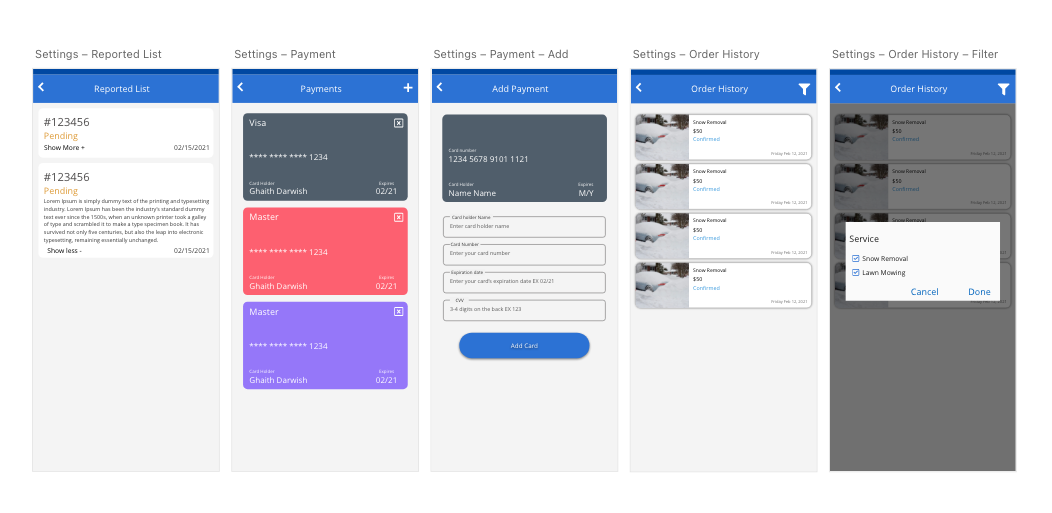 Settings – Reported List
Reported List
#123456
Pending
Show More +
02/15/2021
#123456
Pending
Lorem Ipsum is simply dummy text of the printing and typesetting
industry. Lorem Ipsum has been the industry's standard dummy
text ever since the 1500s, when an unknown printer took a galley
of type and scrambled it to make a type specimen book. It has
survived not only five centuries, but also the leap into electronic
typesetting, remaining essentially unchanged.
Show less -
02/15/2021
Settings – Payment
Payments
Visa
**** **** **** 1234
Card Holder
Expires
Ghaith Darwish
02/21
Master
**** **** **** 1234
Card Holder
Expires
Ghaith Darwish
02/21
Master
**** **** **** 1234
Card Holder
Expires
Ghaith Darwish
02/21
Settings – Payment – Add
Add Payment
Card number
1234 5678 9101 1121
Card Holder
Expires
Name Name
M/Y
Card holder Name
Enter card holder name
Card Number
Enter your card number
Expiration date
Enter your card's expiration date EX 02/21
CVV
3-4 digits on the back EX 123
Add Card
Settings – Order History
Order History
Snow Removal
$50
Confirmed
Friday Feb 12, 2021
Snow Removal
$50
Confirmed
Friday Feb 12, 2021
Snow Removal
$50
Confirmed
Friday Feb 12, 2021
Snow Removal
$50
Confirmed
Friday Feb 12, 2021
Settings – Order History – Filter
Order History
Snow Removal
$50
Confirmed
Friday Feb 12, 2021
Snow Removal
$50
Confirmed
Friday Feb 12, 2021
Snow Removal
Service
Snow Removal
Lawn Mowing
Cancel
Done